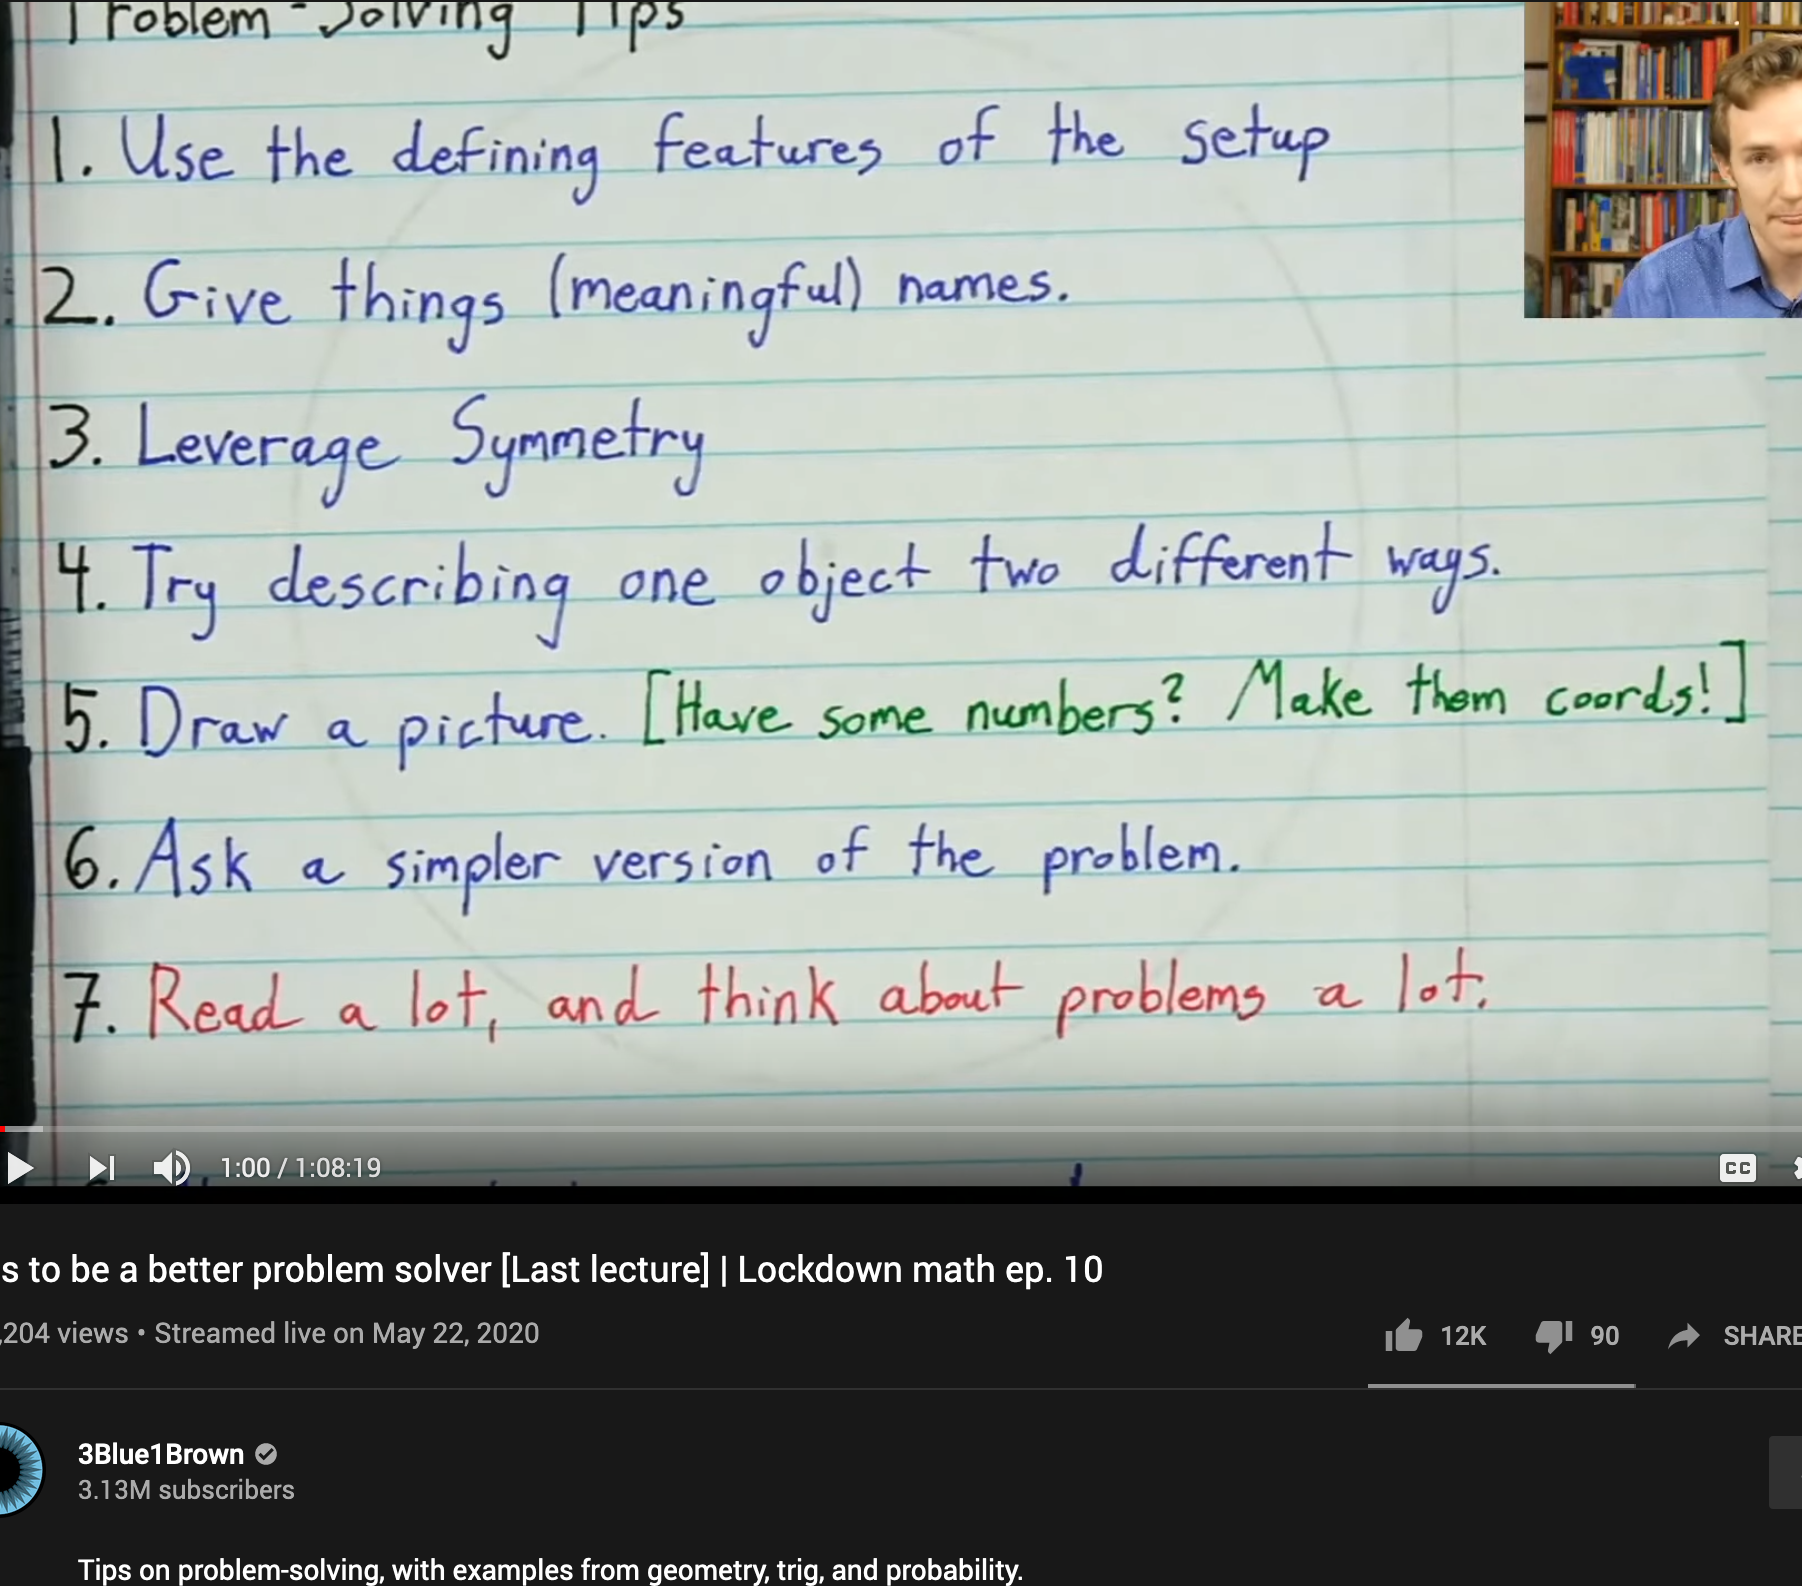 Problem-Solving Tips
1. Use the defining features of the setup
2. Give things (meaningful) names.
3. Leverage Symmetry
4. Try describing one object two different ways.
5. Draw a picture. [Have some numbers? Make them coords!]
6. Ask a simpler version of the problem.
7. Read a lot, and think about problems a lot.
1:00 / 1:08:19
CC
s to be a better problem solver [Last lecture] | Lockdown math ep. 10
,204 views • Streamed live on May 22, 2020
12K
90
SHARE
3Blue1Brown
3.13M subscribers
Tips on problem-solving, with examples from geometry, trig, and probability.